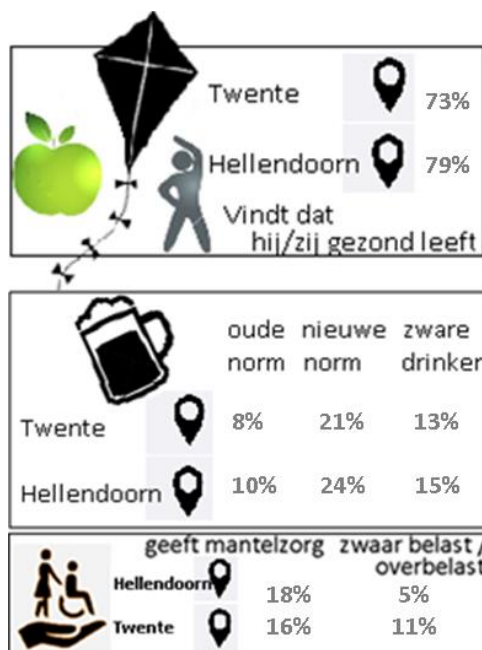 Twente 73%
Hellendoorn 79%
Vindt dat
hij/zij gezond leeft
oude nieuwe zware
norm norm drinker
Twente 8% 21% 13%
Hellendoorn 10% 24% 15%
geeft mantelzorg zwaar belast /
overbelast
Hellendoorn 18% 5%
Twente 16% 11%